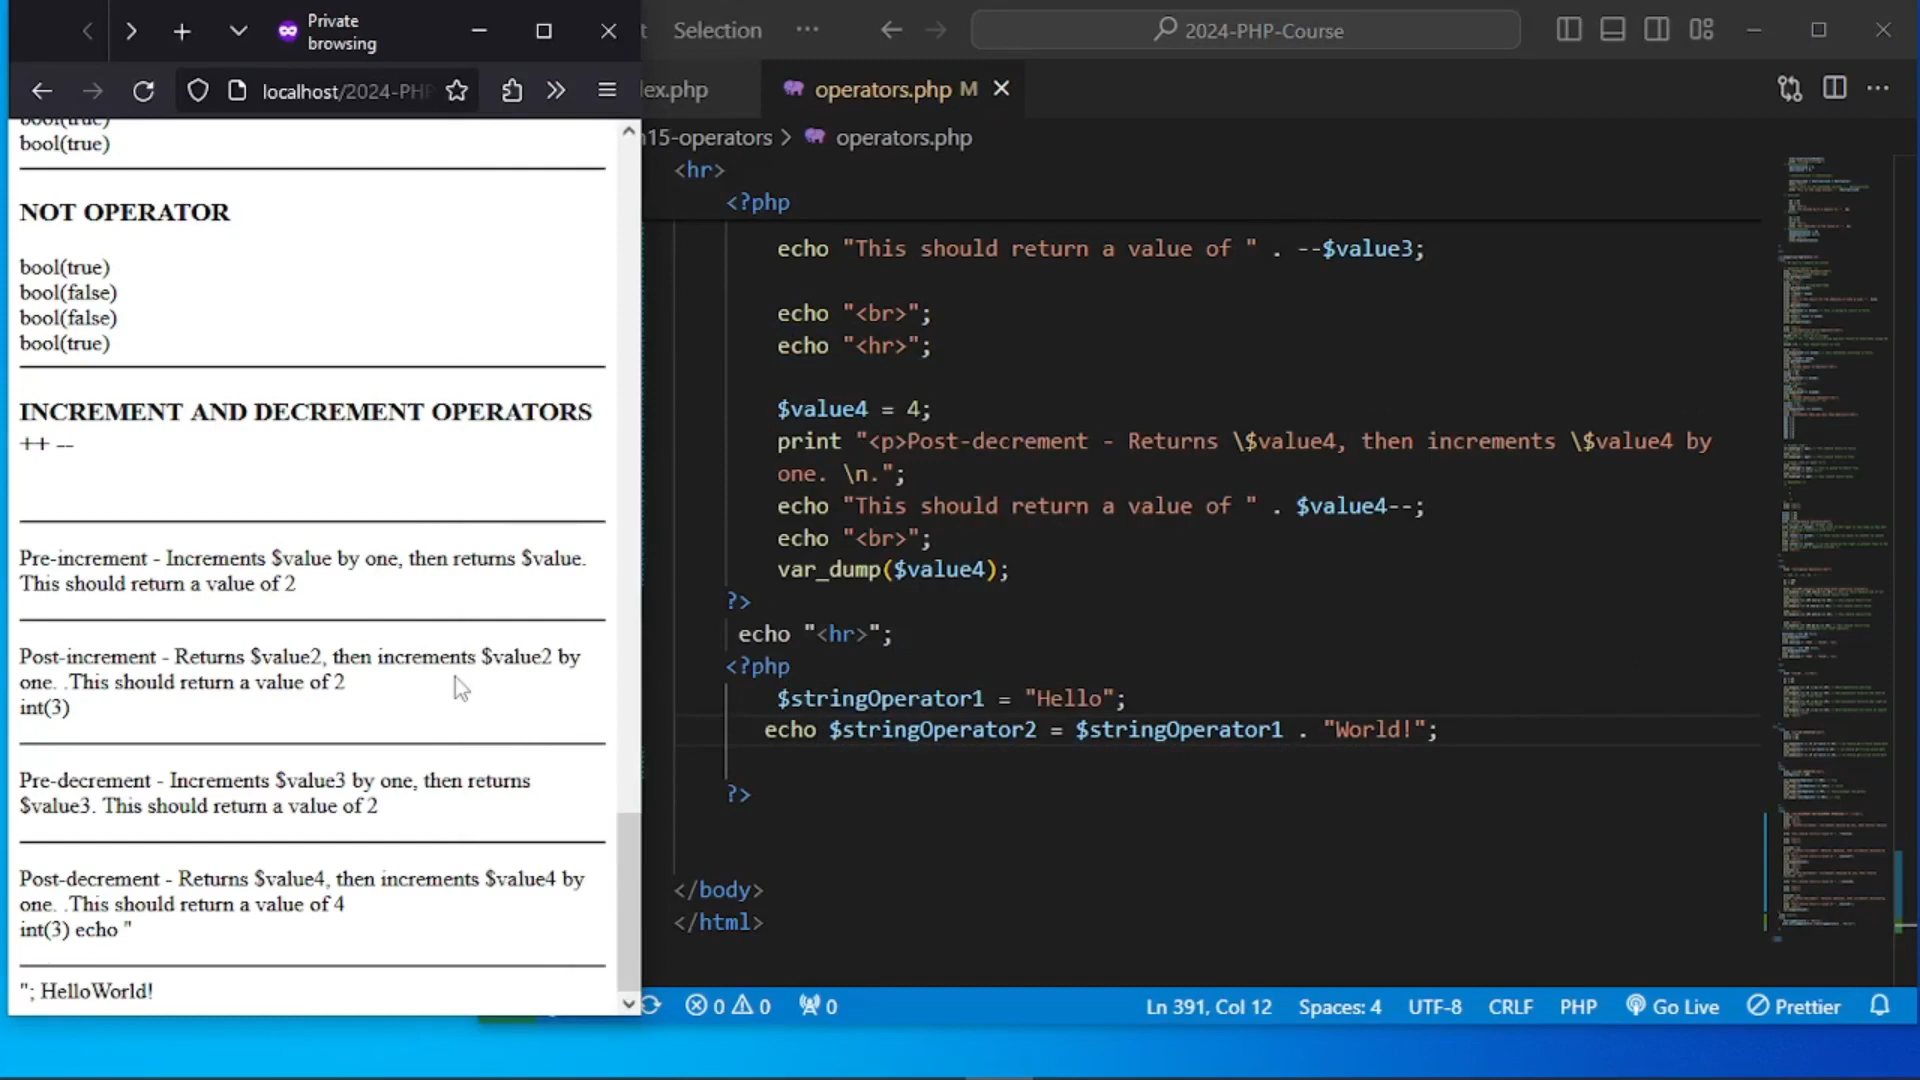 Private
browsing
localhost/2024-PHP
bool(true)
bool(true)
NOT OPERATOR
bool(true)
bool(false)
bool(false)
bool(true)
INCREMENT AND DECREMENT OPERATORS
++ --
Pre-increment - Increments $value by one, then returns $value.
This should return a value of 2
Post-increment - Returns $value2, then increments $value2 by
one. .This should return a value of 2
int(3)
Pre-decrement - Increments $value3 by one, then returns
$value3. This should return a value of 2
Post-decrement - Returns $value4, then increments $value4 by
one. .This should return a value of 4
int(3) echo "
"; HelloWorld!
t Selection ···
2024-PHP-Course
ex.php
operators.php M
15-operators > operators.php
<hr>
<?php
echo "This should return a value of " . --$value3;
echo "<br>";
echo "<hr>";
$value4 = 4;
print "<p>Post-decrement - Returns \$value4, then increments \$value4 by
one. \n.";
echo "This should return a value of " . $value4--;
echo "<br>";
var_dump($value4);
?>
echo "<hr>";
<?php
$stringOperator1 = "Hello";
echo $stringOperator2 = $stringOperator1 . "World!";
?>
</body>
</html>
0 0 0
Ln 391, Col 12
Spaces: 4
UTF-8
CRLF
PHP
Go Live
Prettier